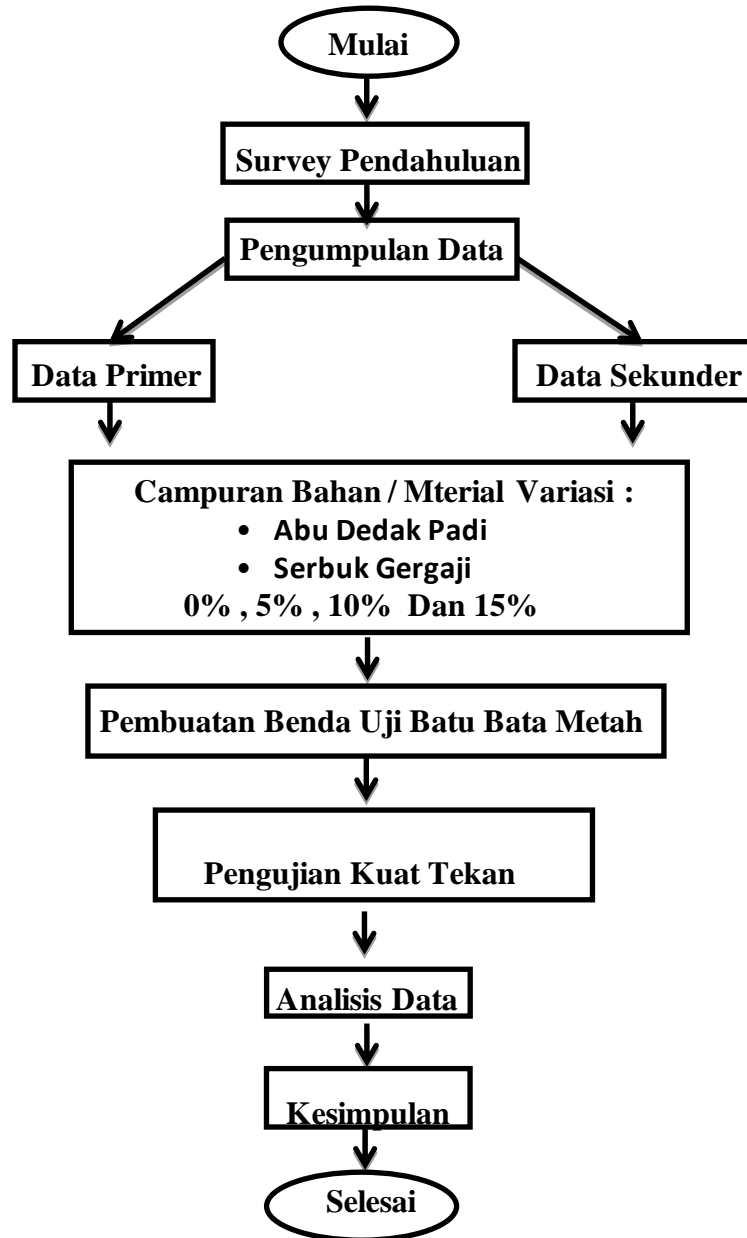 Mulai
Survey Pendahuluan
Pengumpulan Data
Data Primer
Data Sekunder
Campuran Bahan / Mterial Variasi :
• Abu Dedak Padi
• Serbuk Gergaji
0% , 5% , 10% Dan 15%
Pembuatan Benda Uji Batu Bata Metah
Pengujian Kuat Tekan
Analisis Data
Kesimpulan
Selesai